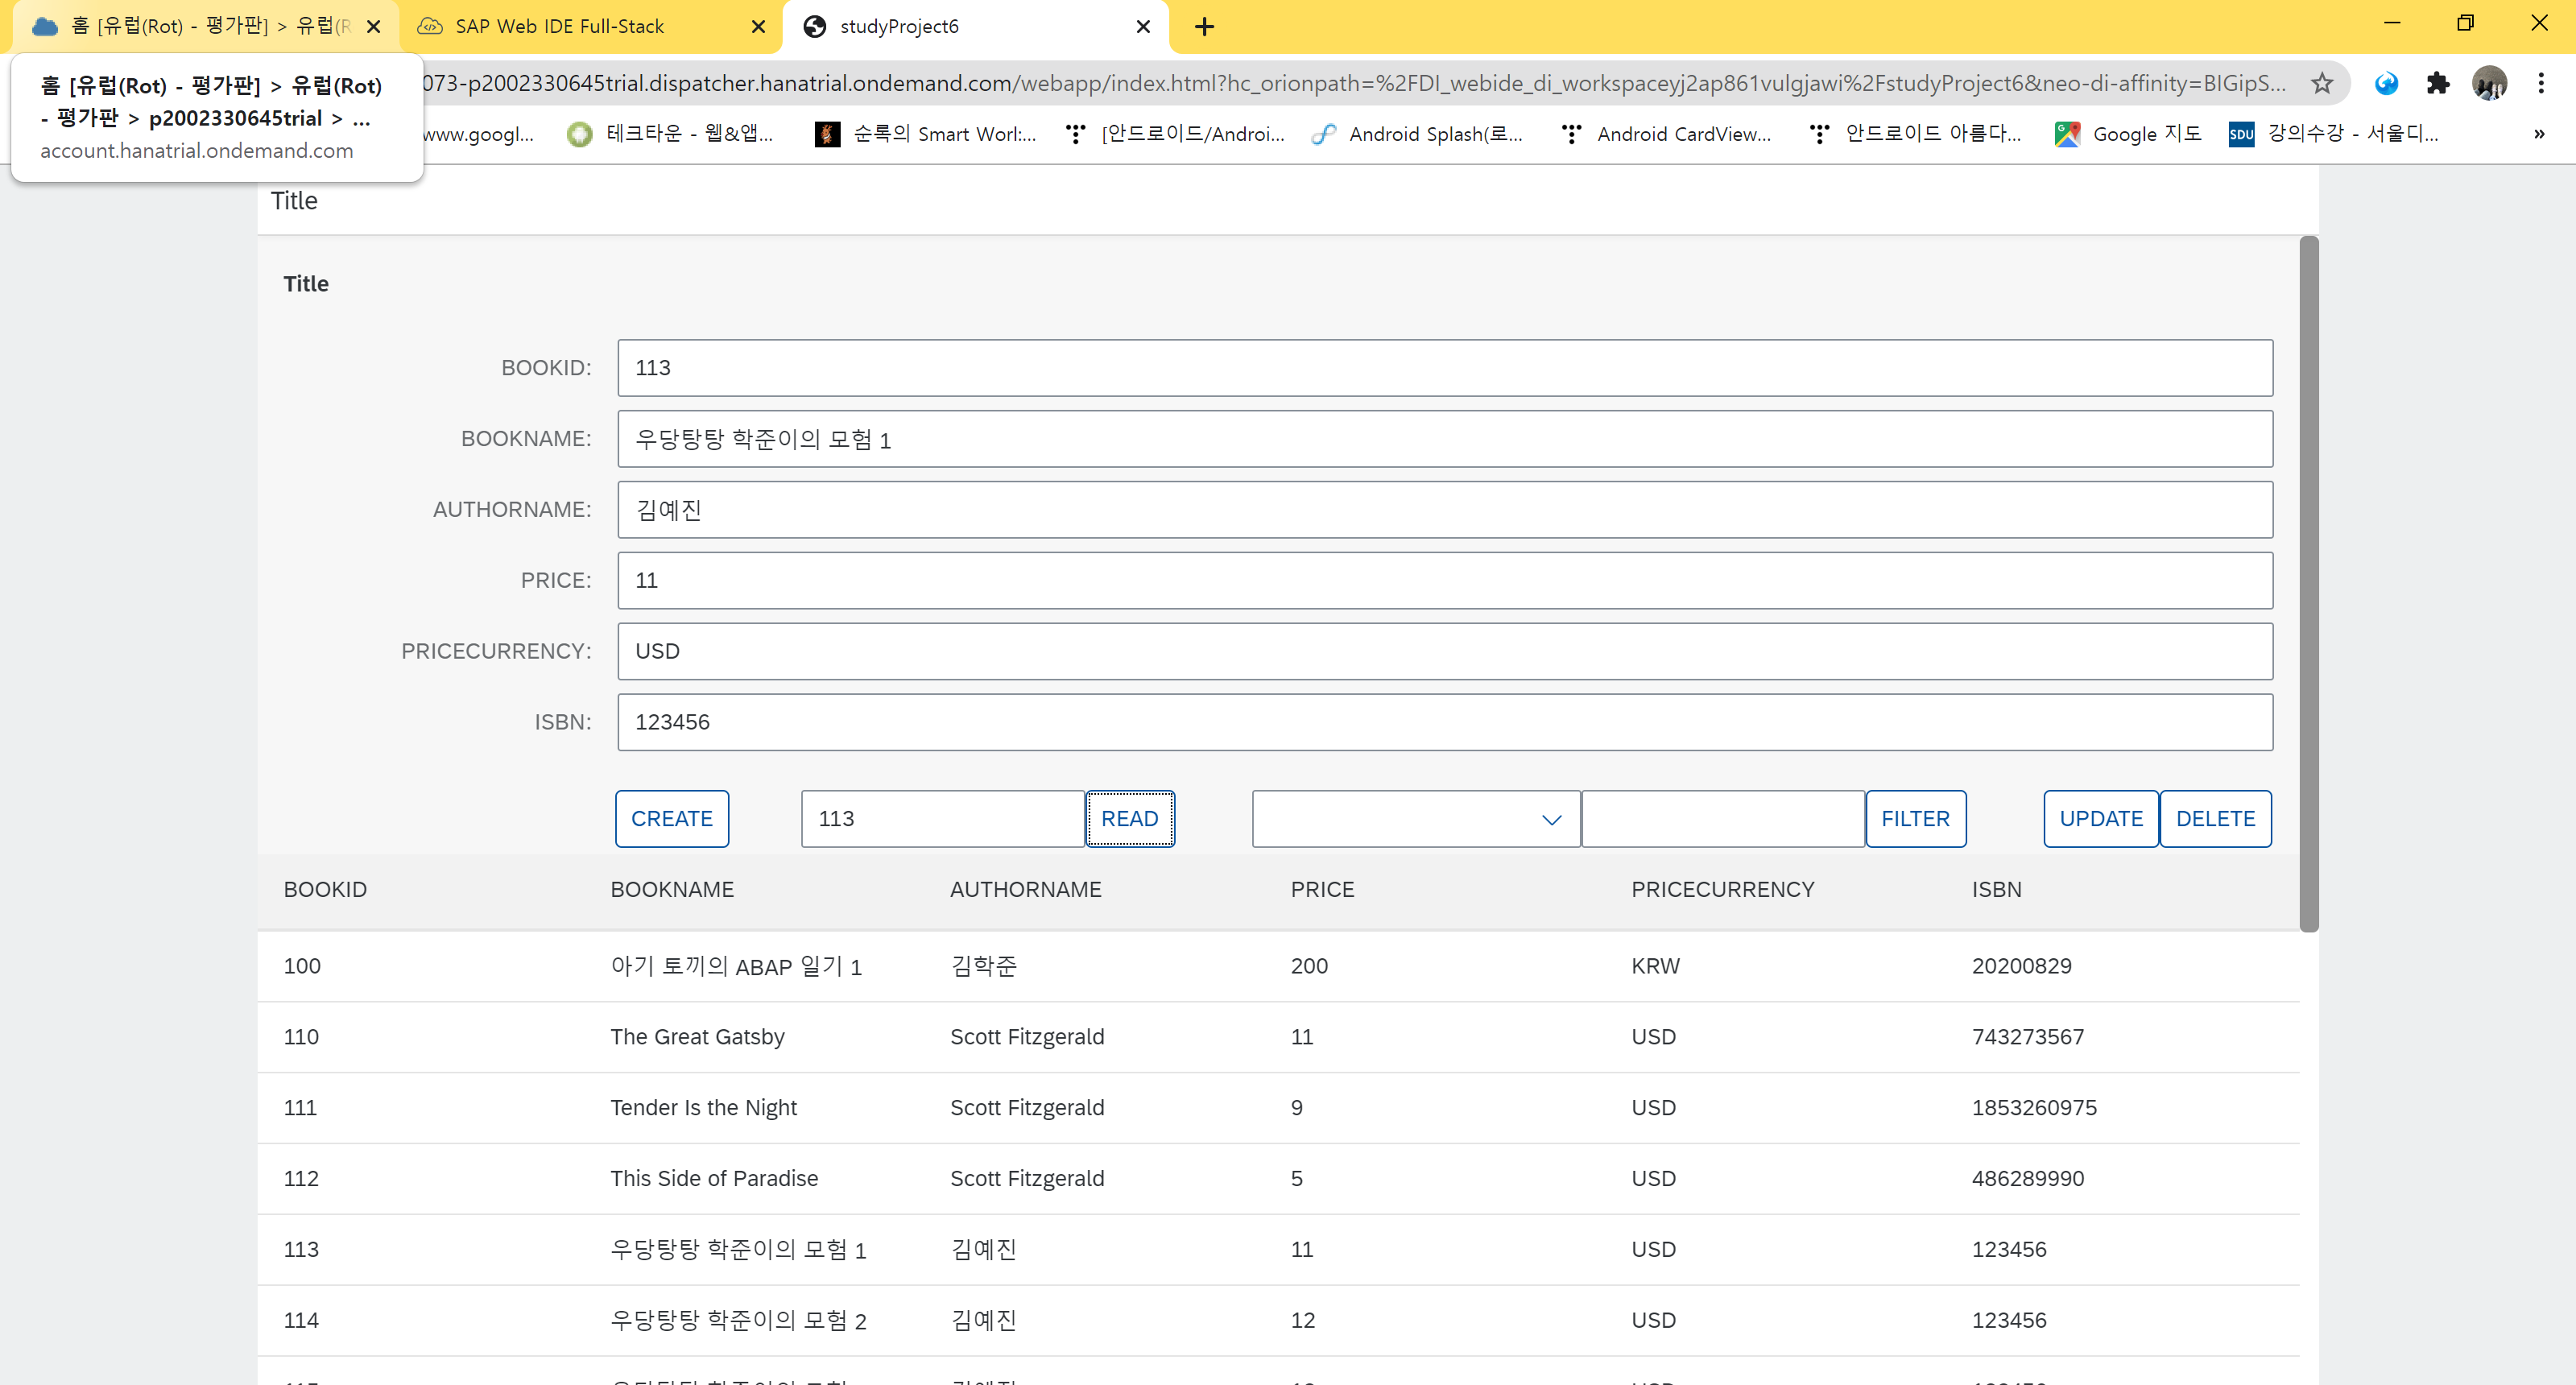 홈 [유럽(Rot) - 평가판] > 유럽(R
SAP Web IDE Full-Stack
studyProject6
홈 [유럽(Rot) - 평가판] > 유럽(Rot)
- 평가판 > p2002330645trial > ...
account.hanatrial.ondemand.com
073-p2002330645trial.dispatcher.hanatrial.ondemand.com/webapp/index.html?hc_orionpath=%2FDI_webide_di_workspaceyj2ap861vulgjawi%2FstudyProject6&neo-di-affinity=BIGipS...
www.googl...
테크타운 - 웹&앱...
순록의 Smart Worl:...
[안드로이드/Androi...
Android Splash(로...
Android CardView...
안드로이드 아름다...
Google 지도
SDU 강의수강 - 서울디...
»
Title
Title
BOOKID: 113
BOOKNAME: 우당탕탕 학준이의 모험 1
AUTHORNAME: 김예진
PRICE: 11
PRICECURRENCY: USD
ISBN: 123456
CREATE 113 READ FILTER UPDATE DELETE
BOOKID BOOKNAME AUTHORNAME PRICE PRICECURRENCY ISBN
100 아기 토끼의 ABAP 일기 1 김학준 200 KRW 20200829
110 The Great Gatsby Scott Fitzgerald 11 USD 743273567
111 Tender Is the Night Scott Fitzgerald 9 USD 1853260975
112 This Side of Paradise Scott Fitzgerald 5 USD 486289990
113 우당탕탕 학준이의 모험 1 김예진 11 USD 123456
114 우당탕탕 학준이의 모험 2 김예진 12 USD 123456